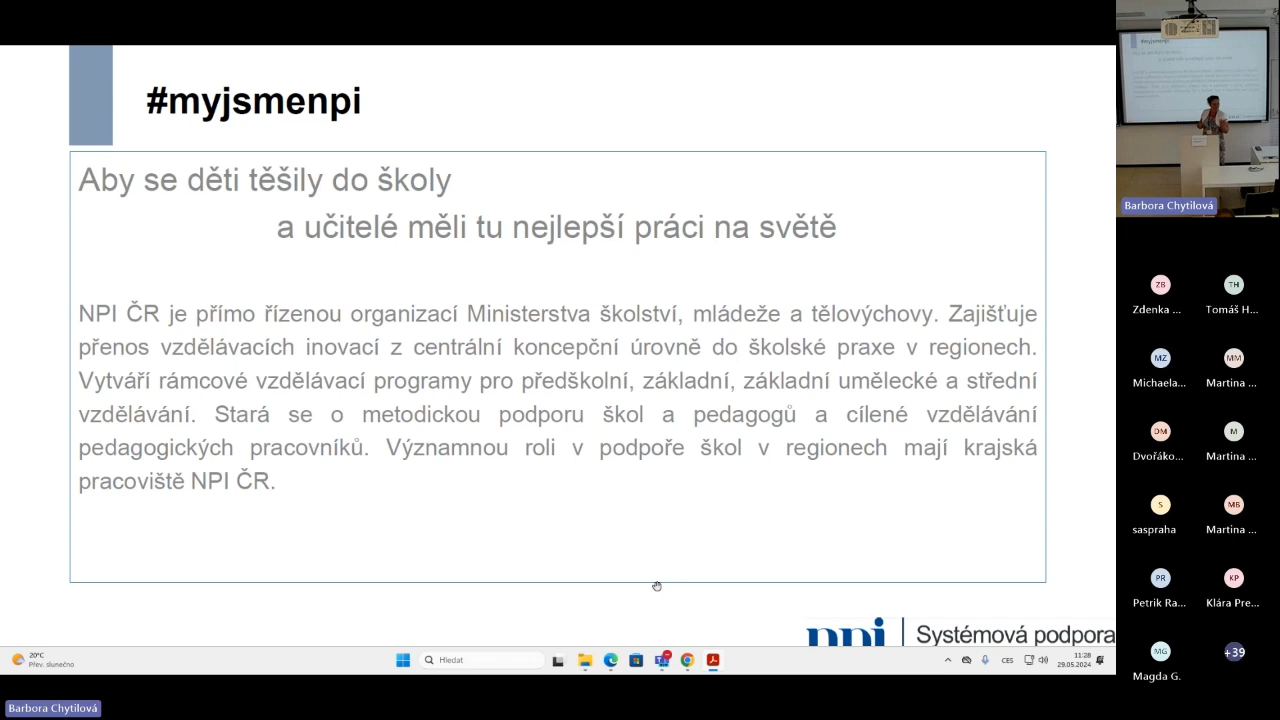 #myjsmenpi
Aby se děti těšily do školy
a učitelé měli tu nejlepší práci na světě
NPI ČR je přímo řízenou organizací Ministerstva školství, mládeže a tělovýchovy. Zajišťuje
přenos vzdělávacích inovací z centrální koncepční úrovně do školské praxe v regionech.
Vytváří rámcové vzdělávací programy pro předškolní, základní, základní umělecké a střední
vzdělávání. Stará se o metodickou podporu škol a pedagogů a cílené vzdělávání
pedagogických pracovníků. Významnou roli v podpoře škol v regionech mají krajská
pracoviště NPI ČR.
npi
Systémová podpora
20°C
Přev. slunečno
Hledat
CES
11:28
29.05.2024
Barbora Chytilová
Barbora Chytilová
ZB
TH
Zdenka ...
Tomáš H...
MZ
MM
Michaela...
Martina ...
DM
M
Dvořáko...
Martina ...
S
MB
saspraha
Martina ...
PR
KP
Petrik Ra...
Klára Pre...
MG
+39
Magda G.